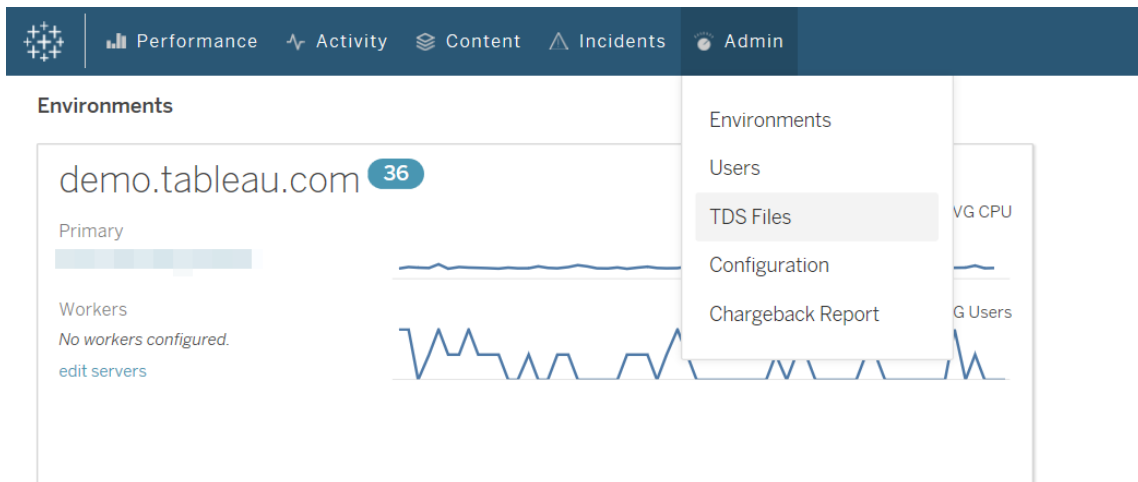 Performance Activity Content Incidents Admin
Environments
demo.tableau.com 36
Primary
Workers
No workers configured.
edit servers
Environments
Users
TDS Files
Configuration
Chargeback Report
VG CPU
G Users